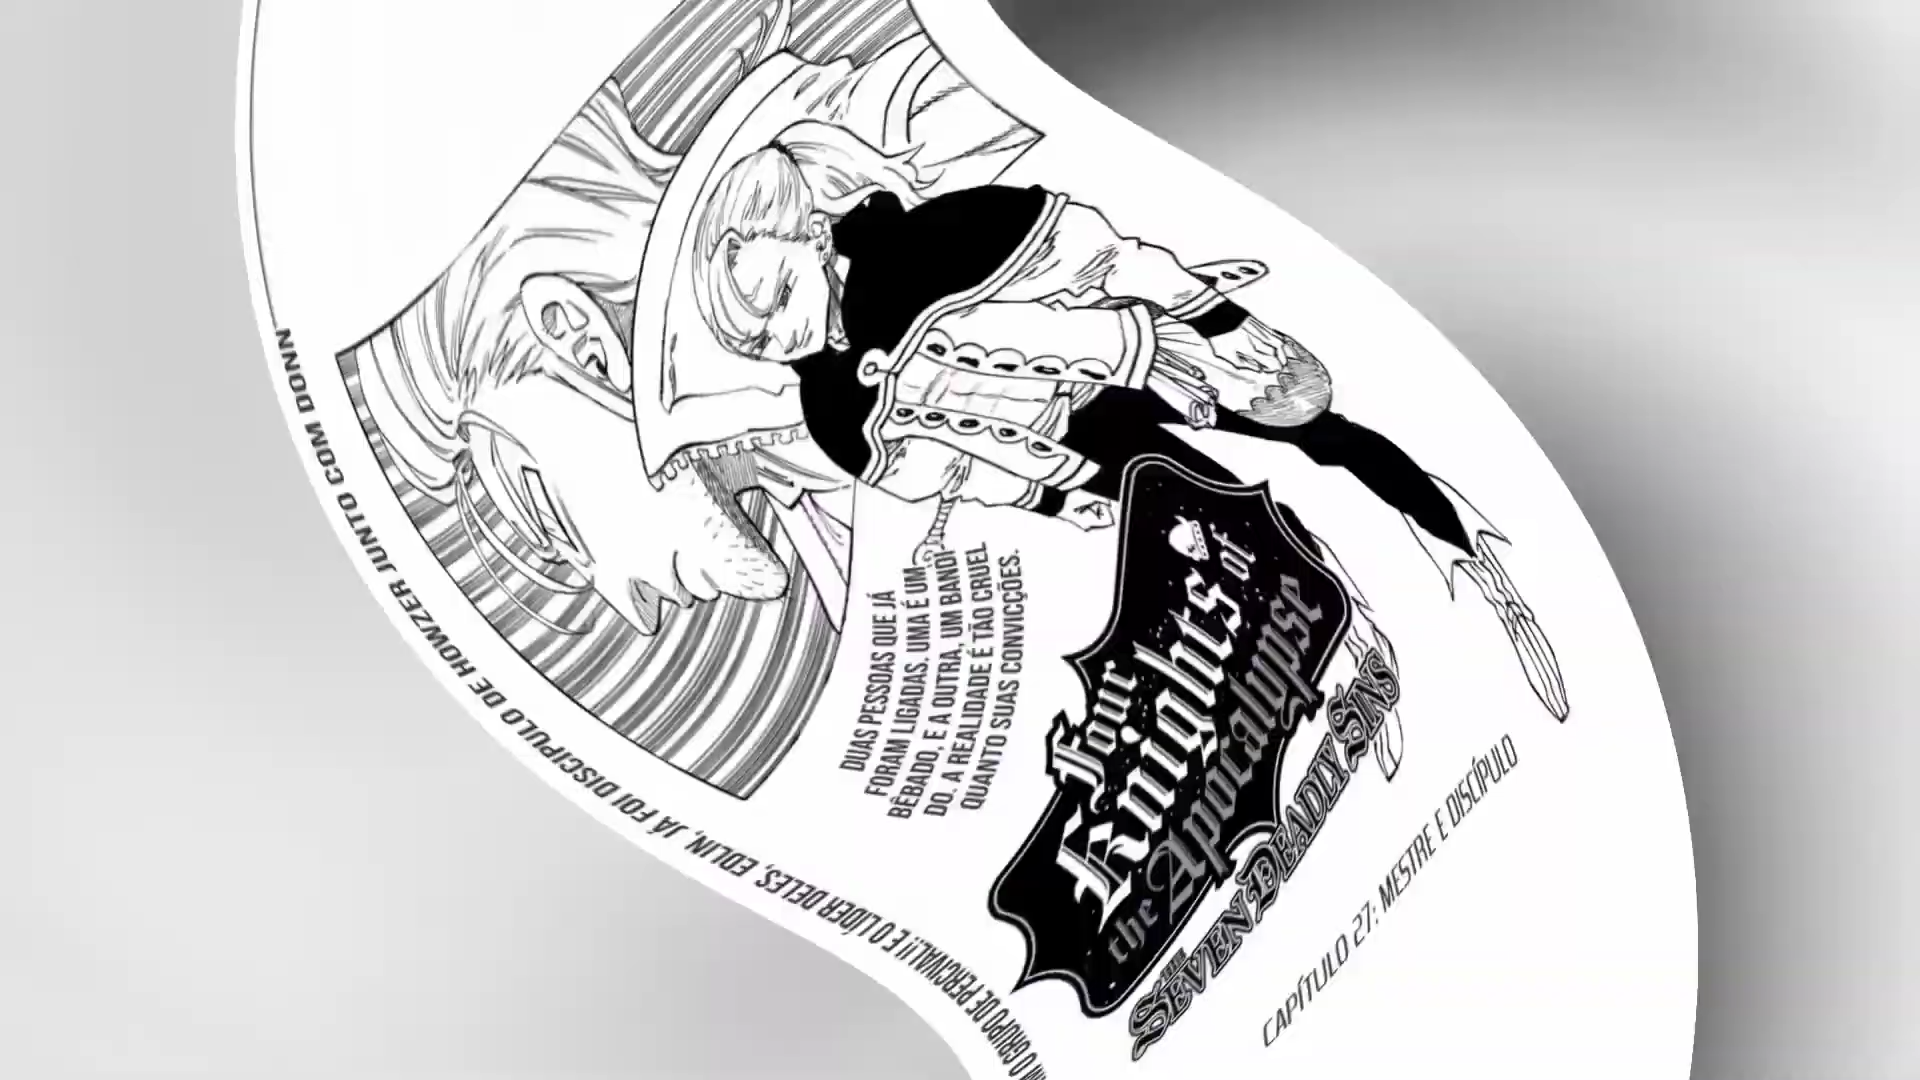 O GRUPO DE PERCIVAL!! E O LÍDER DELES, EDLIN, JÁ FOI DISCIPULO DE HOWZER JUNTO COM DONN
DUAS PESSOAS QUE JÁ
FORAM LIGADAS. UMA É UM
BÊBADO, E A OUTRA, UM BANDI
DO. A REALIDADE É TÃO CRUEL
QUANTO SUAS CONVICÇÕES.
Four
Knights of
the Apocalypse
THE
SEVEN DEADLY SINS
CAPÍTULO 27: MESTRE E DISCÍPULO